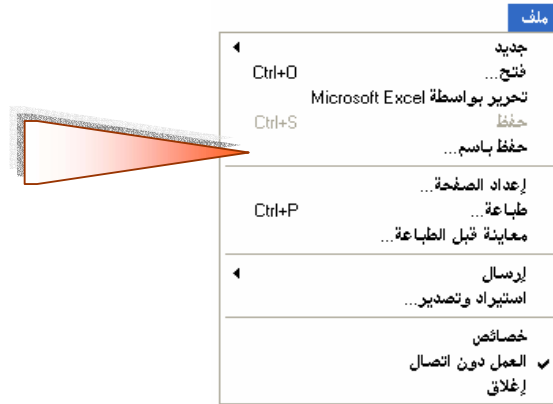 ملف
جديد
فتح... Ctrl+O
تحرير بواسطة Microsoft Excel
حفظ Ctrl+S
حفظ باسم...
إعداد الصفحة...
طباعة... Ctrl+P
معاينة قبل الطباعة...
إرسال
استيراد وتصدير...
خصائص
العمل دون اتصال
إغلاق